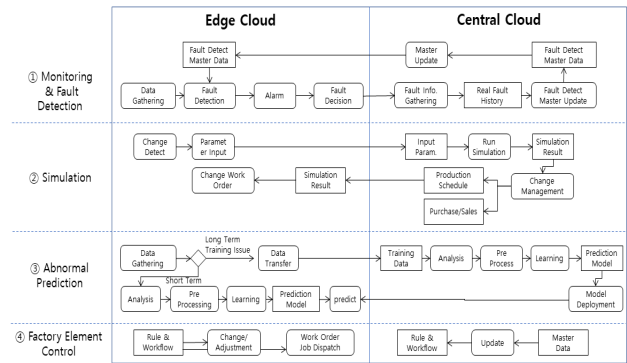 Edge Cloud
Central Cloud
① Monitoring
& Fault
Detection
Fault Detect
Master Data
Master
Update
Fault Detect
Master Data
Data
Gathering
Fault
Detection
Alarm
Fault
Decision
Fault Info.
Gathering
Real Fault
History
Fault Detect
Master Update
② Simulation
Change
Detect
Paramet
er Input
Input
Param.
Run
Simulation
Simulation
Result
Change Work
Order
Simulation
Result
Production
Schedule
Change
Management
Purchase/Sales
③ Abnormal
Prediction
Data
Gathering
Long Term
Training Issue
Data
Transfer
Training
Data
Analysis
Pre
Process
Learning
Prediction
Model
Short Term
Analysis
Pre
Processing
Learning
Prediction
Model
predict
Model
Deployment
④ Factory Element
Control
Rule &
Workflow
Change/
Adjustment
Work Order
Job Dispatch
Rule &
Workflow
Update
Master
Data